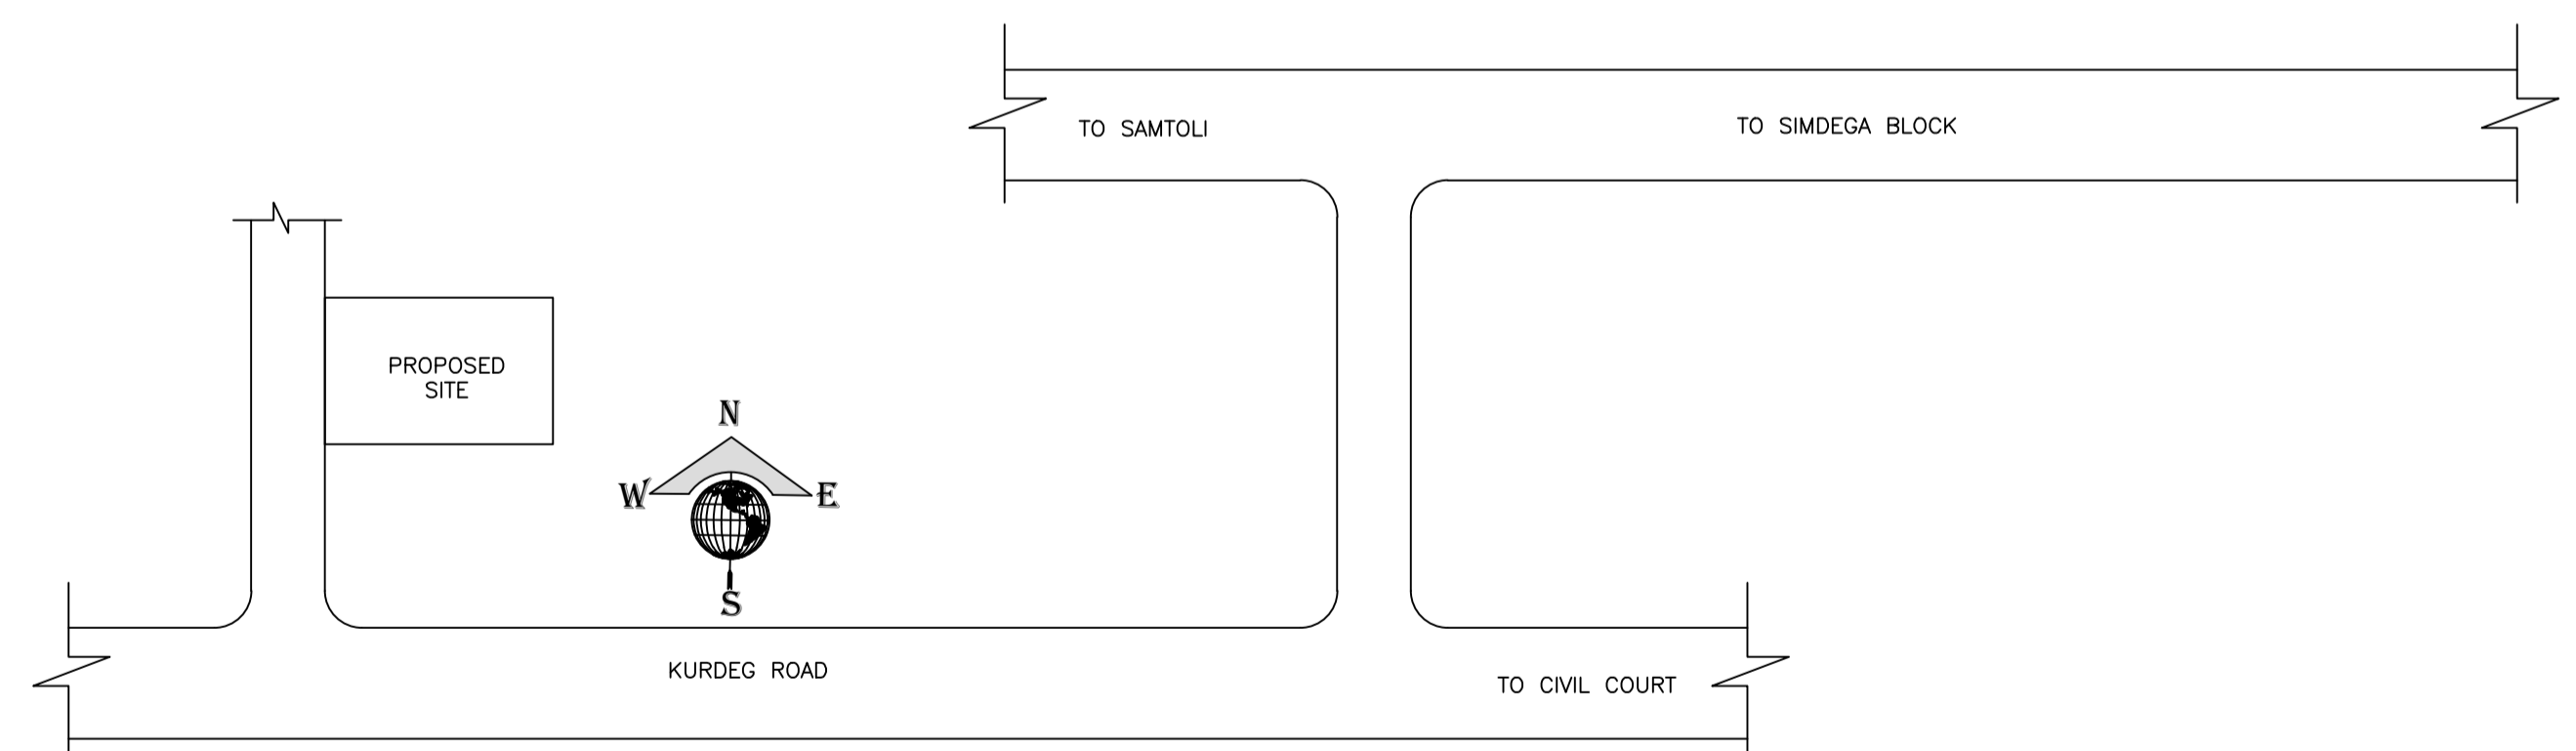 TO SAMTOLI
TO SIMDEGA BLOCK
PROPOSED
SITE
N
W
E
S
KURDEG ROAD
TO CIVIL COURT